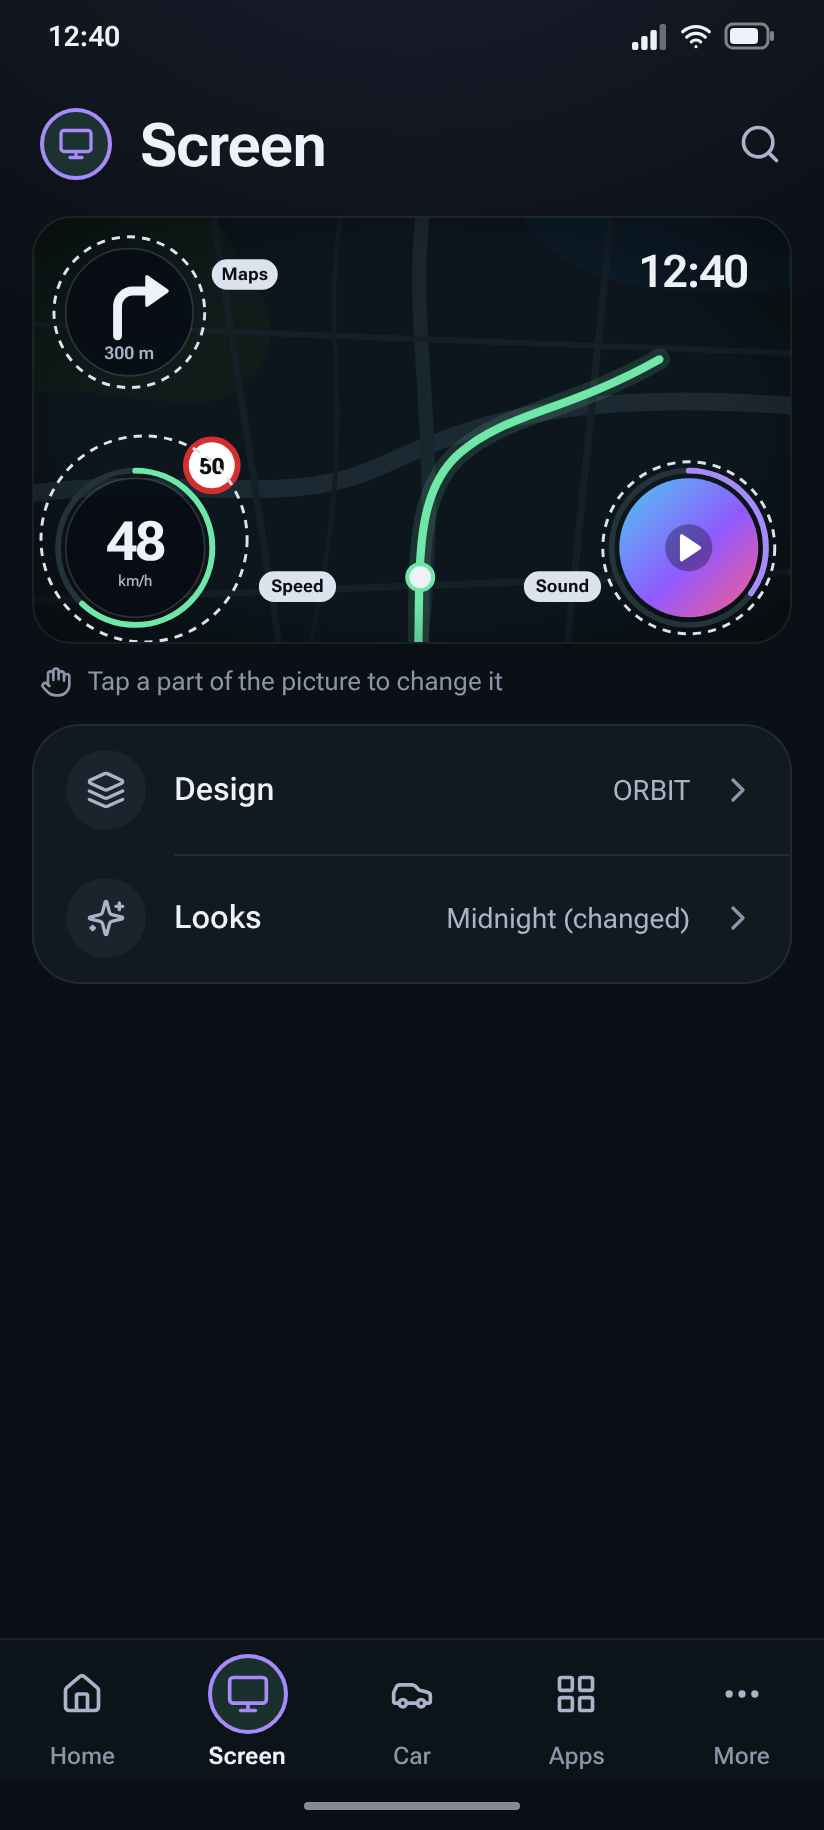 12:40
Screen
Maps
12:40
300 m
50
48
km/h
Speed
Sound
Tap a part of the picture to change it
Design
ORBIT
Looks
Midnight (changed)
Home
Screen
Car
Apps
More